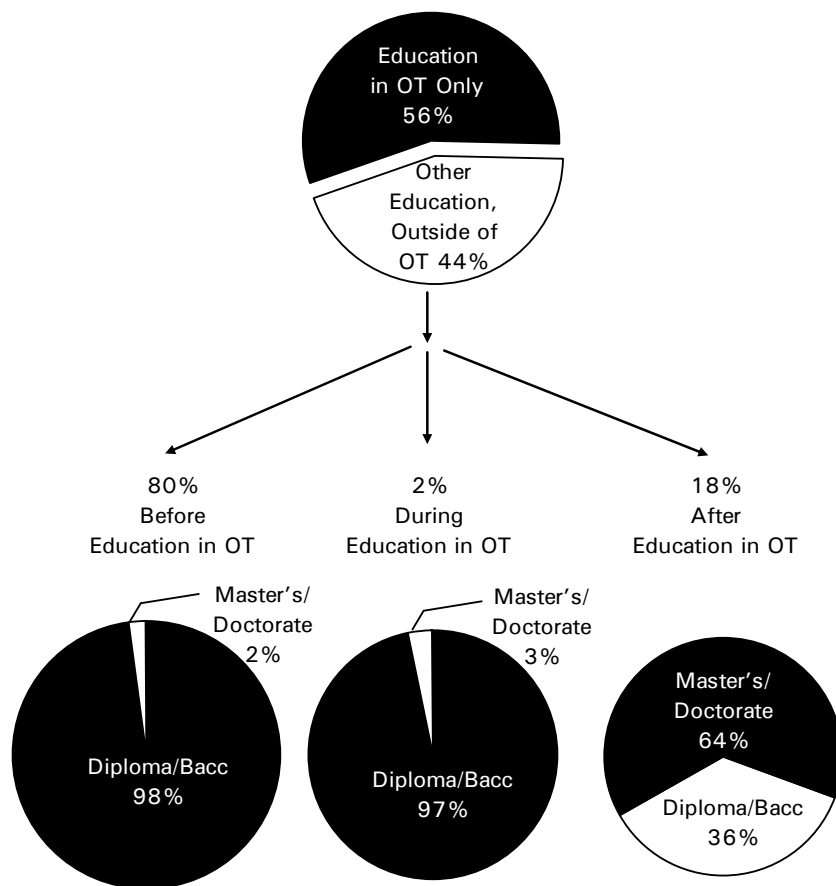 Education
in OT Only
56%
Other
Education,
Outside of
OT 44%
80%
Before
Education in OT
2%
During
Education in OT
18%
After
Education in OT
Master's/
Doctorate
2%
Diploma/Bacc
98%
Master's/
Doctorate
3%
Diploma/Bacc
97%
Master's/
Doctorate
64%
Diploma/Bacc
36%